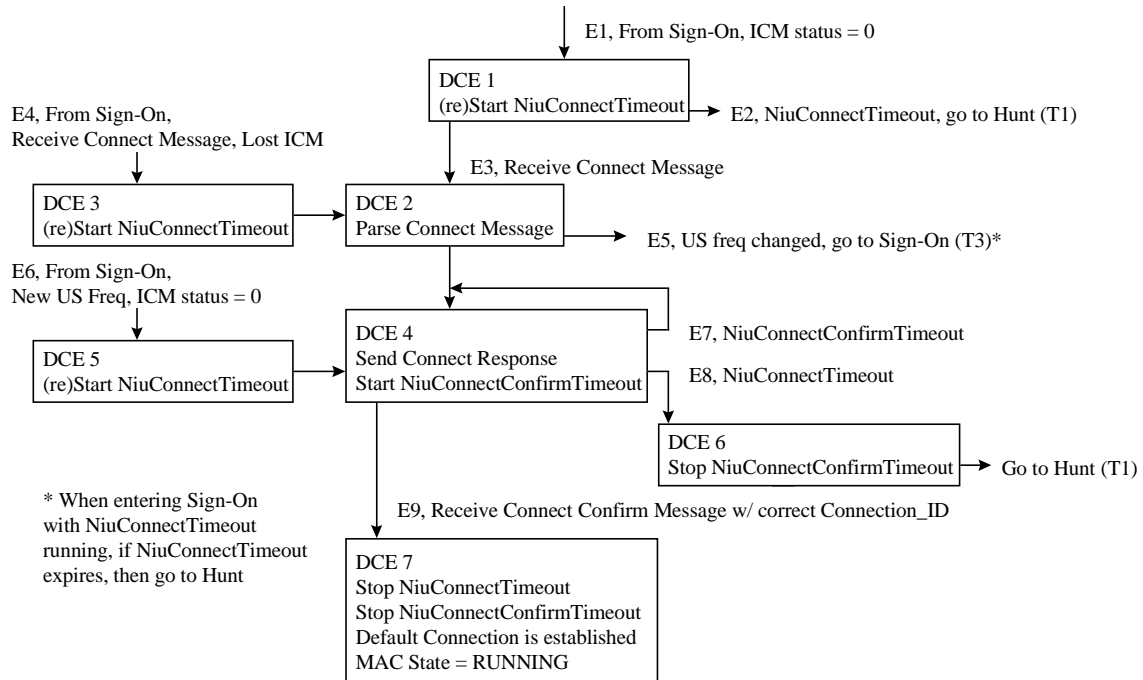 E1, From Sign-On, ICM status = 0
DCE 1
(re)Start NiuConnectTimeout
E2, NiuConnectTimeout, go to Hunt (T1)
E4, From Sign-On,
Receive Connect Message, Lost ICM
E3, Receive Connect Message
DCE 3
(re)Start NiuConnectTimeout
DCE 2
Parse Connect Message
E5, US freq changed, go to Sign-On (T3)*
E6, From Sign-On,
New US Freq, ICM status = 0
DCE 5
(re)Start NiuConnectTimeout
DCE 4
Send Connect Response
Start NiuConnectConfirmTimeout
E7, NiuConnectConfirmTimeout
E8, NiuConnectTimeout
DCE 6
Stop NiuConnectConfirmTimeout
Go to Hunt (T1)
* When entering Sign-On
with NiuConnectTimeout
running, if NiuConnectTimeout
expires, then go to Hunt
E9, Receive Connect Confirm Message w/ correct Connection_ID
DCE 7
Stop NiuConnectTimeout
Stop NiuConnectConfirmTimeout
Default Connection is established
MAC State = RUNNING